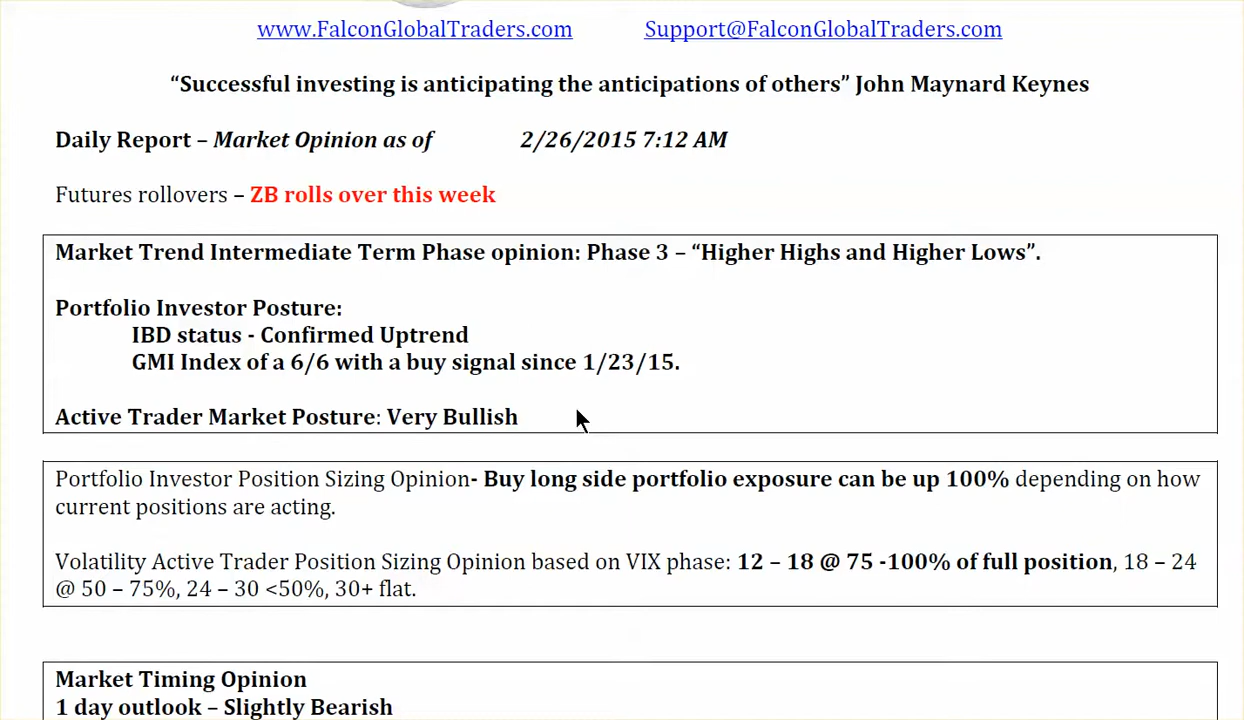 www.FalconGlobalTraders.com Support@FalconGlobalTraders.com
“Successful investing is anticipating the anticipations of others” John Maynard Keynes
Daily Report – Market Opinion as of 2/26/2015 7:12 AM
Futures rollovers – ZB rolls over this week
Market Trend Intermediate Term Phase opinion: Phase 3 – “Higher Highs and Higher Lows”.
Portfolio Investor Posture:
IBD status - Confirmed Uptrend
GMI Index of a 6/6 with a buy signal since 1/23/15.
Active Trader Market Posture: Very Bullish
Portfolio Investor Position Sizing Opinion- Buy long side portfolio exposure can be up 100% depending on how
current positions are acting.
Volatility Active Trader Position Sizing Opinion based on VIX phase: 12 – 18 @ 75 -100% of full position, 18 – 24
@ 50 – 75%, 24 – 30 <50%, 30+ flat.
Market Timing Opinion
1 day outlook – Slightly Bearish